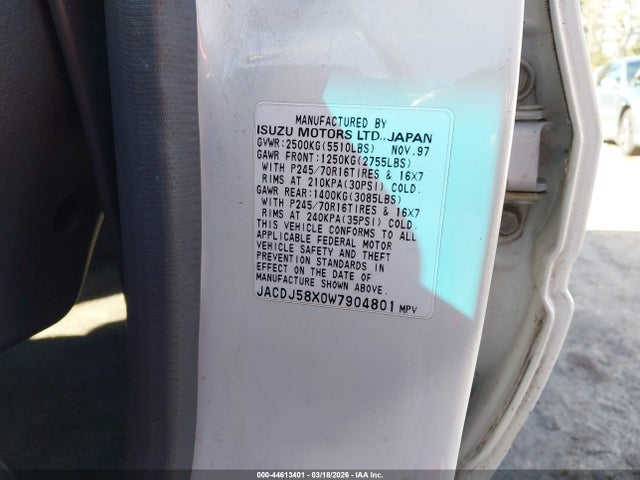 MANUFACTURED BY
ISUZU MOTORS LTD., JAPAN
GVWR:2500KG(5510LBS) NOV.97
GAWR FRONT:1250KG(2755LBS)
WITH P245/70R16TIRES & 16X7
RIMS AT 210KPA(30PSI) COLD.
GAWR REAR:1400KG(3085LBS)
WITH P245/70R16TIRES & 16X7
RIMS AT 240KPA(35PSI) COLD.
THIS VEHICLE CONFORMS TO ALL
APPLICABLE FEDERAL MOTOR
VEHICLE SAFETY AND THEFT
PREVENTION STANDARDS IN
EFFECT ON THE DATE OF
MANUFACTURE SHOWN ABOVE.
JACDJ58X0W7904801 MPV
000-44613401 - 03/18/2026 - IAA4C